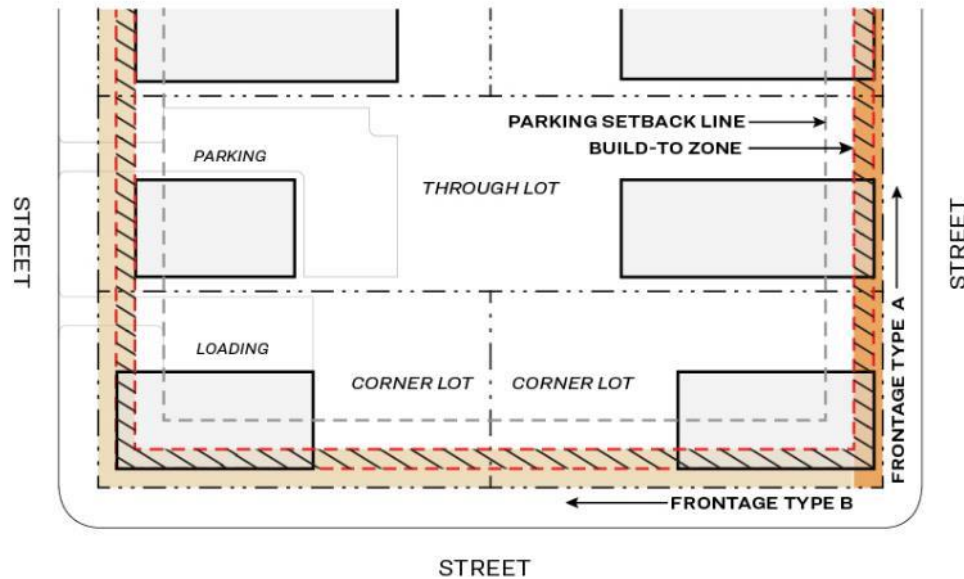 PARKING SETBACK LINE
BUILD-TO ZONE
PARKING
THROUGH LOT
STREET
STREET
FRONTAGE TYPE A
LOADING
CORNER LOT
CORNER LOT
FRONTAGE TYPE B
STREET